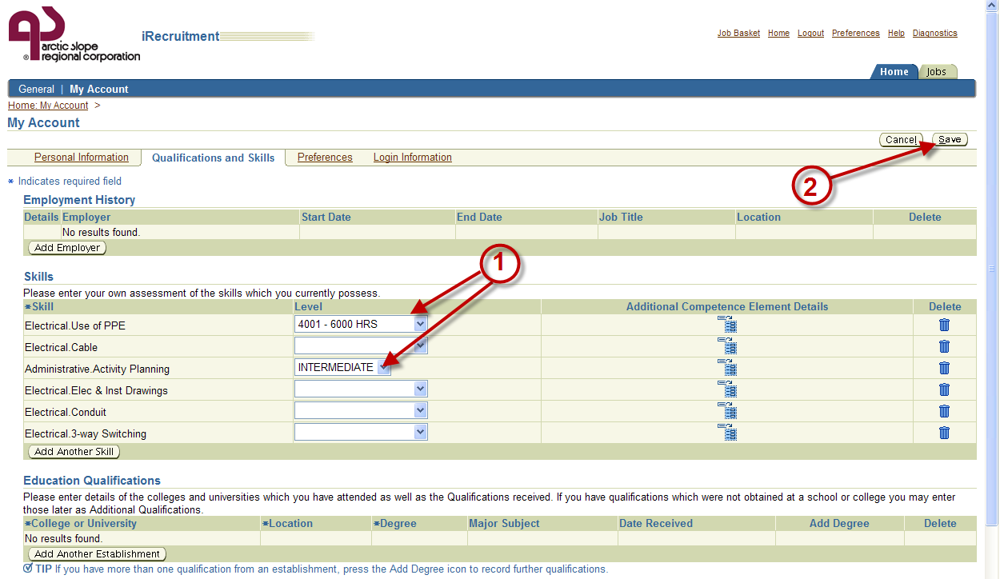 arctic slope
® regional corporation
iRecruitment
Job Basket Home Logout Preferences Help Diagnostics
Home Jobs
General | My Account
Home: My Account >
My Account
Cancel Save
Personal Information Qualifications and Skills Preferences Login Information
* Indicates required field
2
Employment History
Details Employer Start Date End Date Job Title Location Delete
No results found.
Add Employer
1
Skills
Please enter your own assessment of the skills which you currently possess.
*Skill Level Additional Competence Element Details Delete
Electrical.Use of PPE 4001 - 6000 HRS
Electrical.Cable
Administrative.Activity Planning INTERMEDIATE
Electrical.Elec & Inst Drawings
Electrical.Conduit
Electrical.3-way Switching
Add Another Skill
Education Qualifications
Please enter details of the colleges and universities which you have attended as well as the Qualifications received. If you have qualifications which were not obtained at a school or college you may enter
those later as Additional Qualifications.
*College or University *Location *Degree Major Subject Date Received Add Degree Delete
No results found.
Add Another Establishment
TIP If you have more than one qualification from an establishment, press the Add Degree icon to record further qualifications.